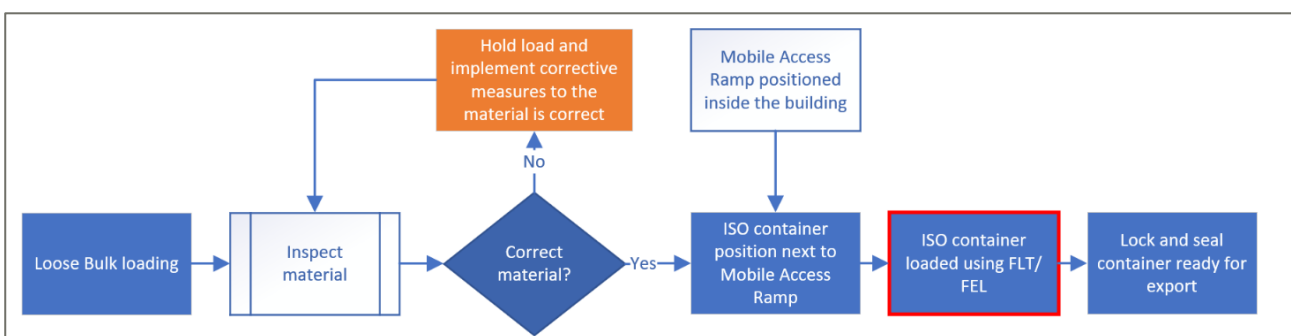 Hold load and
implement corrective
measures to the
material is correct
Mobile Access
Ramp positioned
inside the building
No
Loose Bulk loading
Inspect
material
Correct
material?
Yes
ISO container
position next to
Mobile Access
Ramp
ISO container
loaded using FLT/
FEL
Lock and seal
container ready for
export